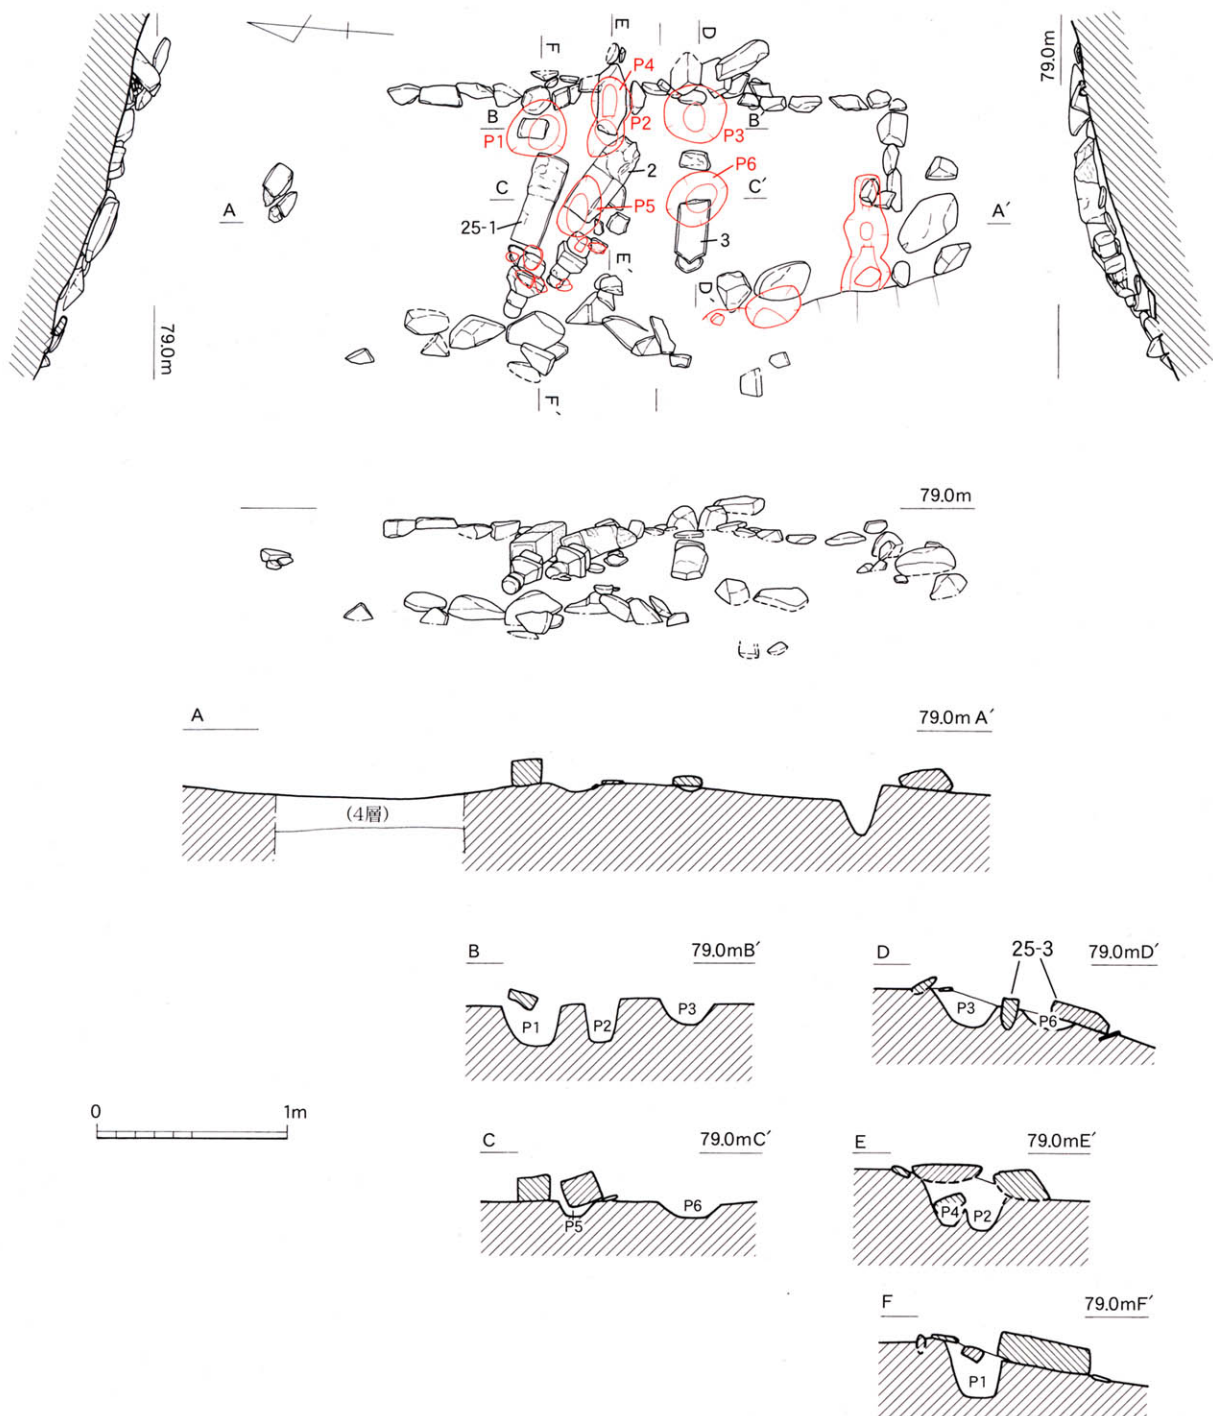 E
D
F
P4
79.0m
B
P2
B′
P1
P3
2
P6
C
C′
P5
A
A′
25-1
3
E′
D′
79.0m
F′
79.0m
A
79.0m A′
(4層)
B
79.0mB′
P1
P2
P3
D
25-3
79.0mD′
P3
P6
0
1m
C
79.0mC′
P5
P6
E
79.0mE′
P4
P2
F
79.0mF′
P1